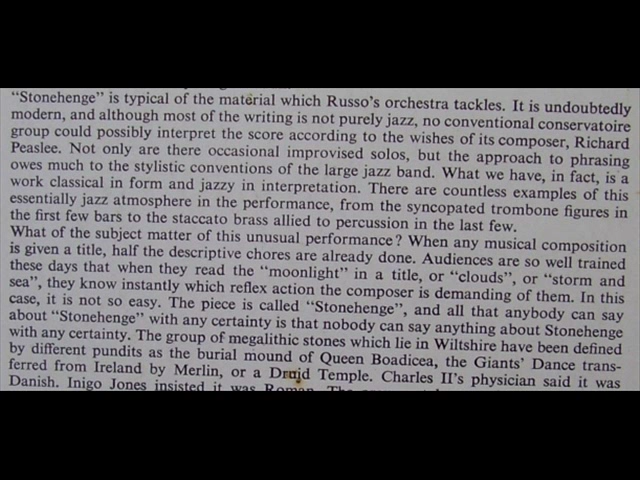 "Stonehenge" is typical of the material which Russo's orchestra tackles. It is undoubtedly
modern, and although most of the writing is not purely jazz, no conventional conservatoire
group could possibly interpret the score according to the wishes of its composer, Richard
Peaslee. Not only are there occasional improvised solos, but the approach to phrasing
owes much to the stylistic conventions of the large jazz band. What we have, in fact, is a
work classical in form and jazzy in interpretation. There are countless examples of this
essentially jazz atmosphere in the performance, from the syncopated trombone figures in
the first few bars to the staccato brass allied to percussion in the last few.
What of the subject matter of this unusual performance? When any musical composition
is given a title, half the descriptive chores are already done. Audiences are so well trained
these days that when they read the "moonlight" in a title, or "clouds", or "storm and
sea", they know instantly which reflex action the composer is demanding of them. In this
case, it is not so easy. The piece is called "Stonehenge", and all that anybody can say
about "Stonehenge" with any certainty is that nobody can say anything about Stonehenge
with any certainty. The group of megalithic stones which lie in Wiltshire have been defined
by different pundits as the burial mound of Queen Boadicea, the Giants' Dance trans-
ferred from Ireland by Merlin, or a Druid Temple. Charles II's physician said it was
Danish. Inigo Jones insisted it was Roman. The